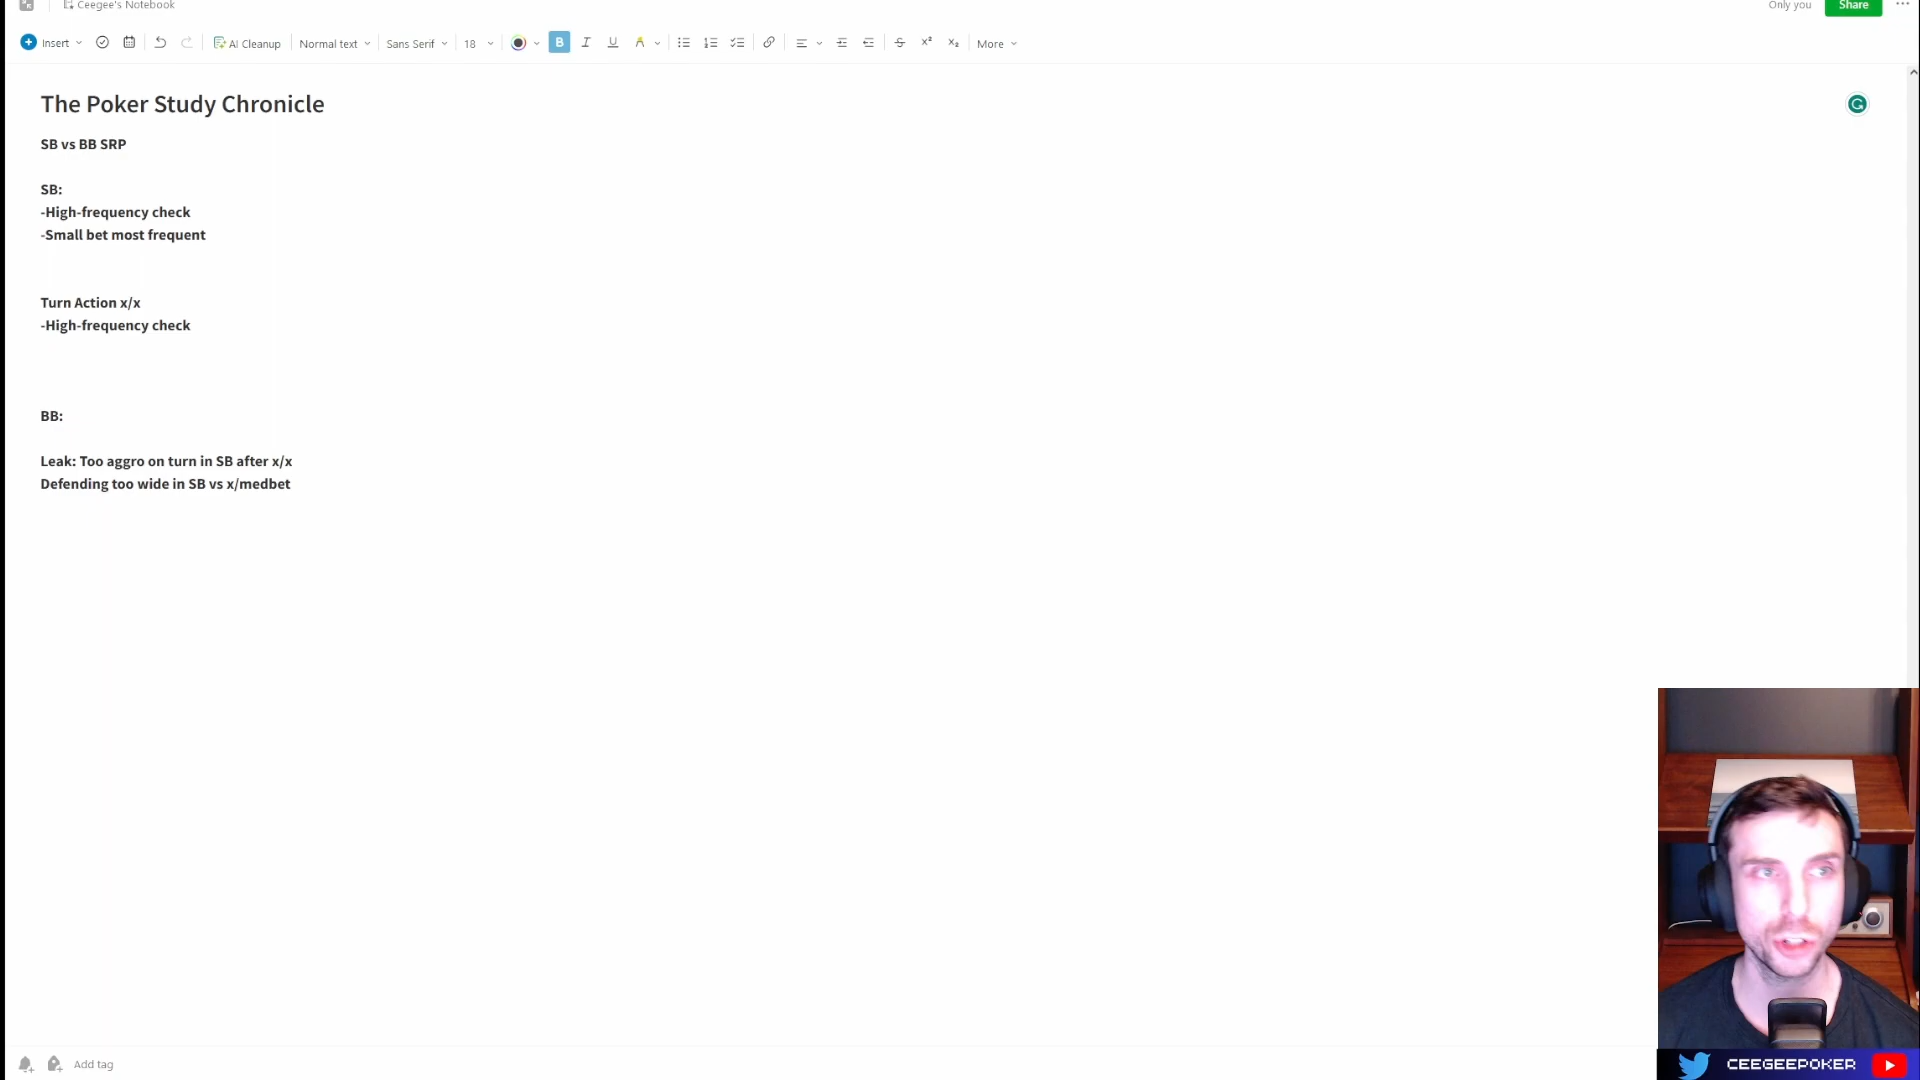 Ceegee's Notebook
Only you
Share
Insert
AI Cleanup
Normal text
Sans Serif
18
B
I
U
A
x²
x₂
More
The Poker Study Chronicle
SB vs BB SRP
SB:
-High-frequency check
-Small bet most frequent
Turn Action x/x
-High-frequency check
BB:
Leak: Too aggro on turn in SB after x/x
Defending too wide in SB vs x/medbet
Add tag
CEEGEEPOKER